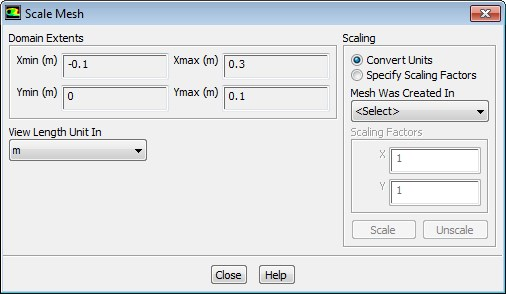 Scale Mesh
Domain Extents
Xmin (m) -0.1 Xmax (m) 0.3
Ymin (m) 0 Ymax (m) 0.1
View Length Unit In
m
Scaling
Convert Units
Specify Scaling Factors
Mesh Was Created In
<Select>
Scaling Factors
X 1
Y 1
Scale Unscale
Close Help